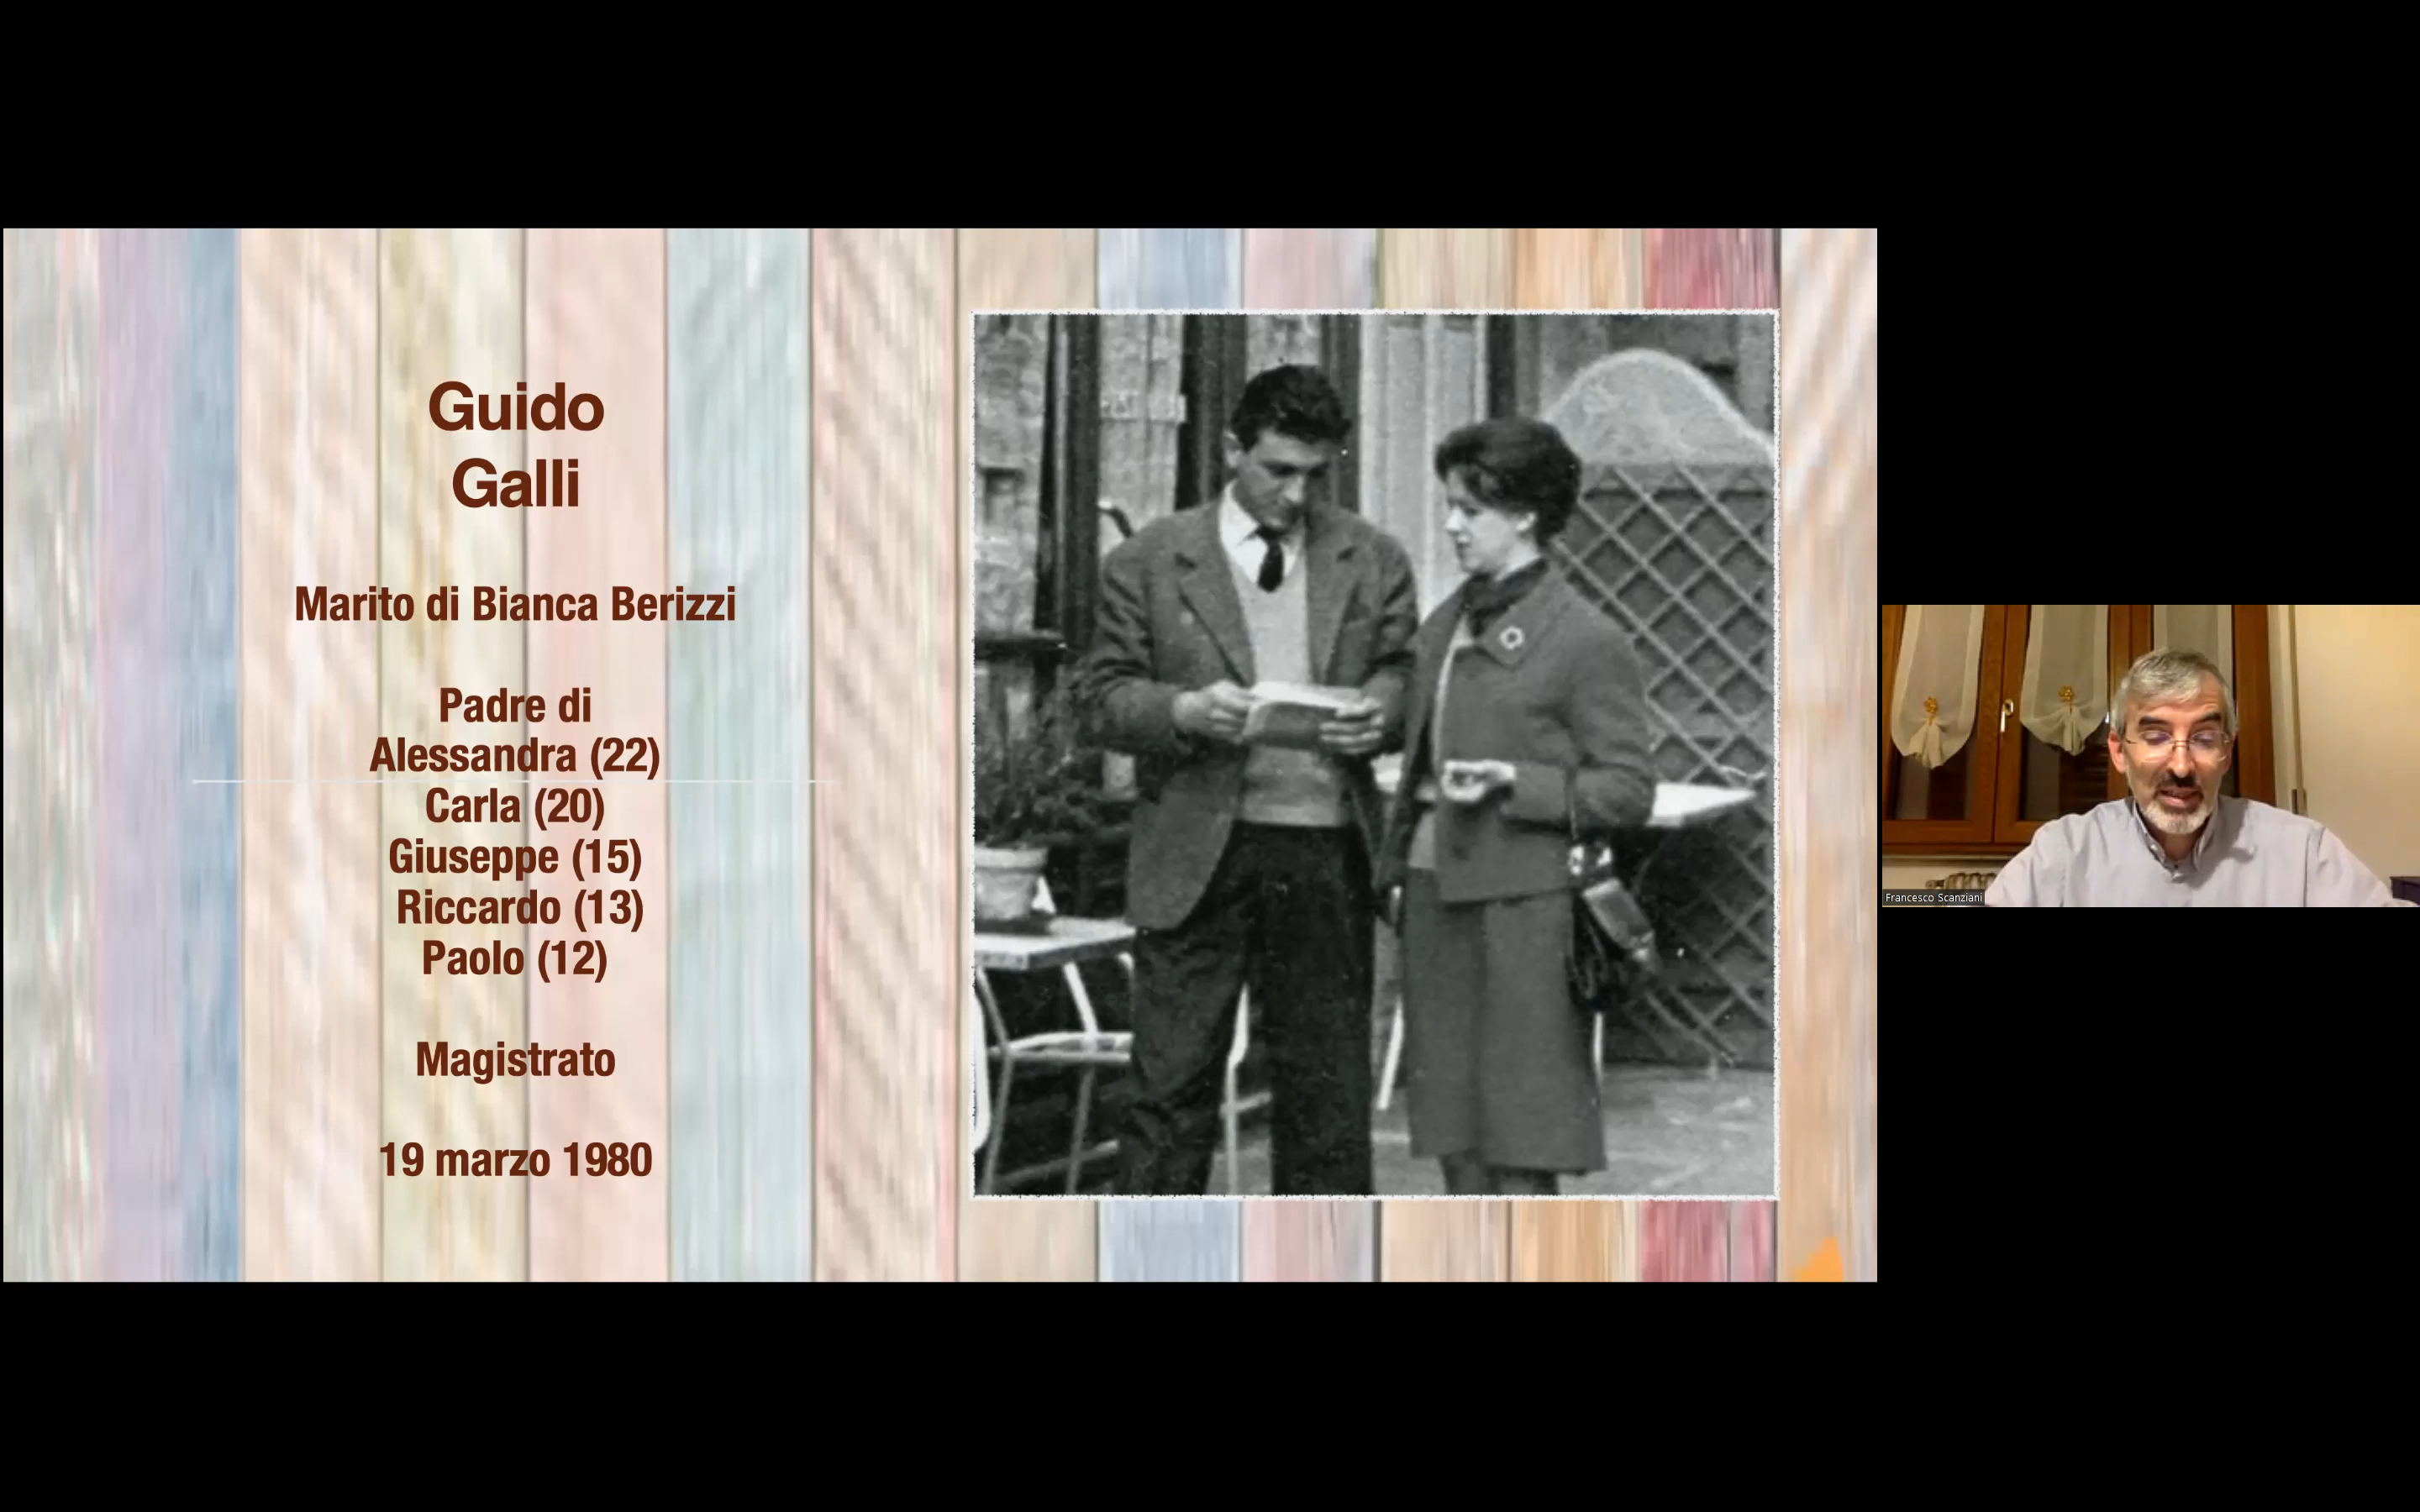 Guido
Galli
Marito di Bianca Berizzi
Padre di
Alessandra (22)
Carla (20)
Giuseppe (15)
Riccardo (13)
Paolo (12)
Magistrato
19 marzo 1980
Francesco Scanziani